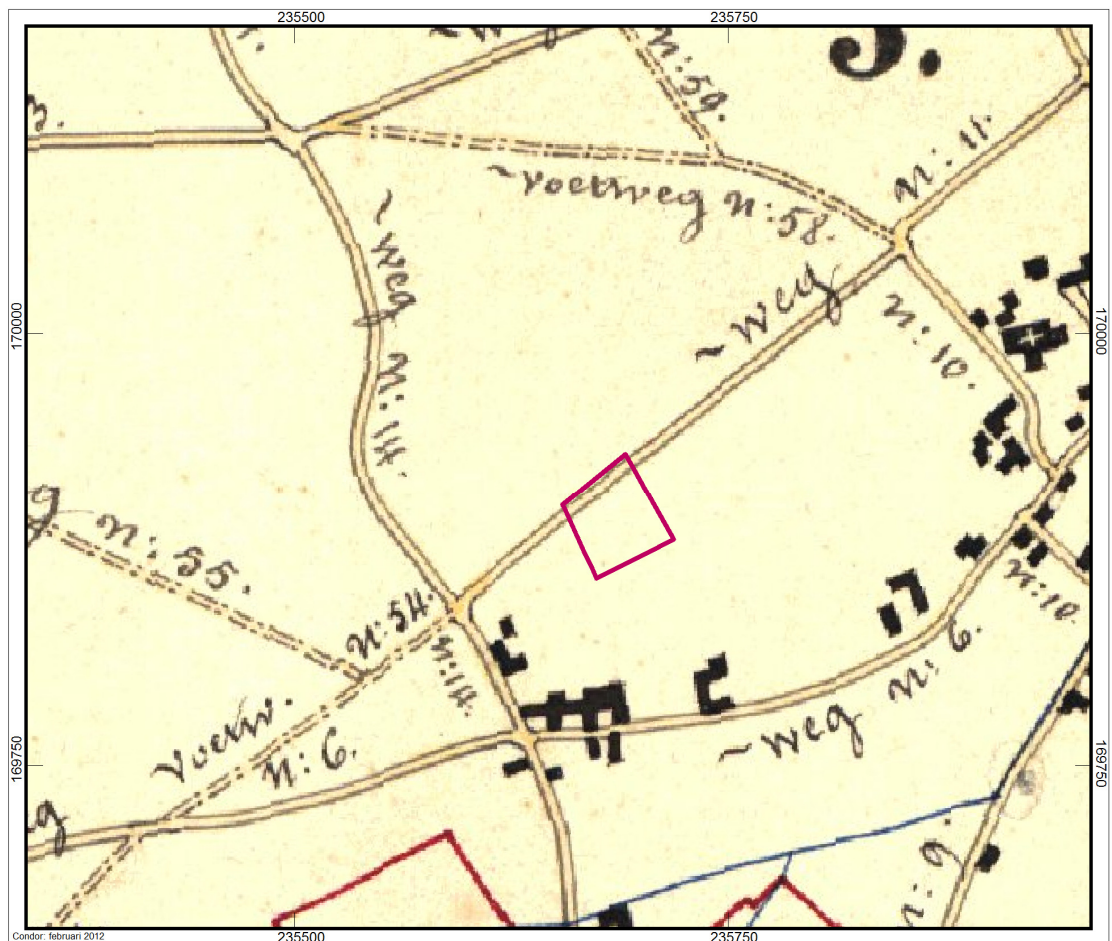 235500
235750
3.
n: 59.
J.
n: 11.
~voetweg n: 58.
~weg
n: 14.
~weg
n: 10.
170000
170000
g
n: 55.
n: 54.
n: 14.
n: 10.
n: 6.
~weg
voetw.
n: 6.
169750
169750
g
n: 9.
Condor: februari 2012
235500
235750